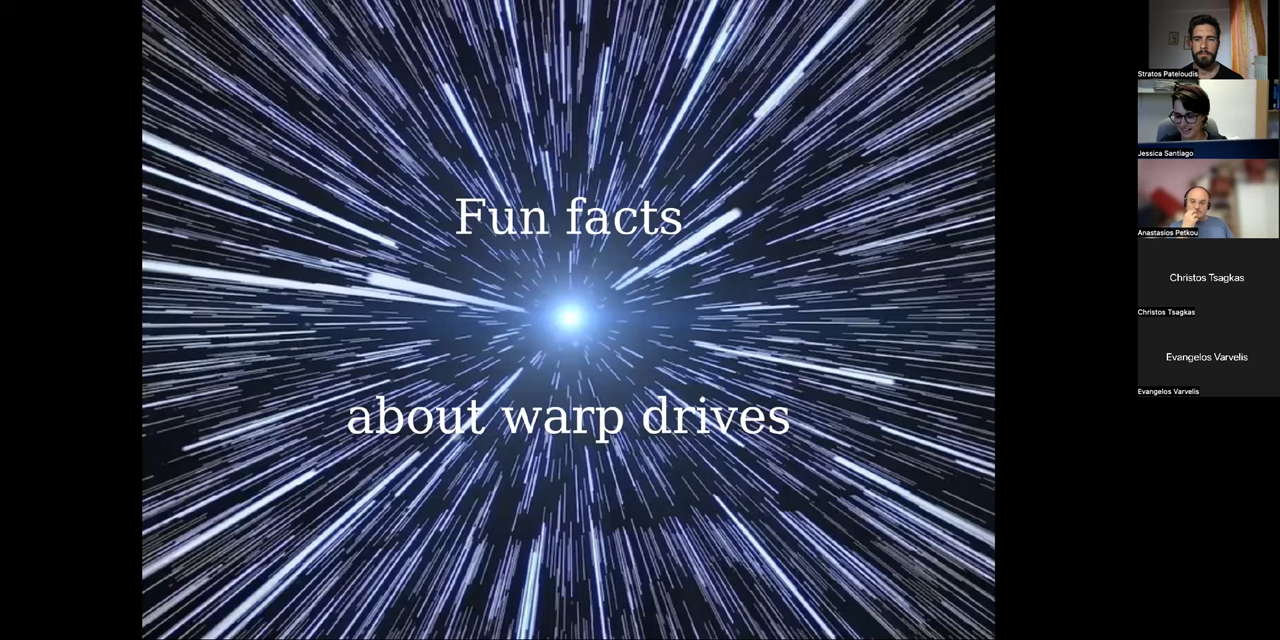 Fun facts
about warp drives
Stratos Pateloudis
Jessica Santiago
Anastasios Petkou
Christos Tsagkas
Christos Tsagkas
Evangelos Varvelis
Evangelos Varvelis